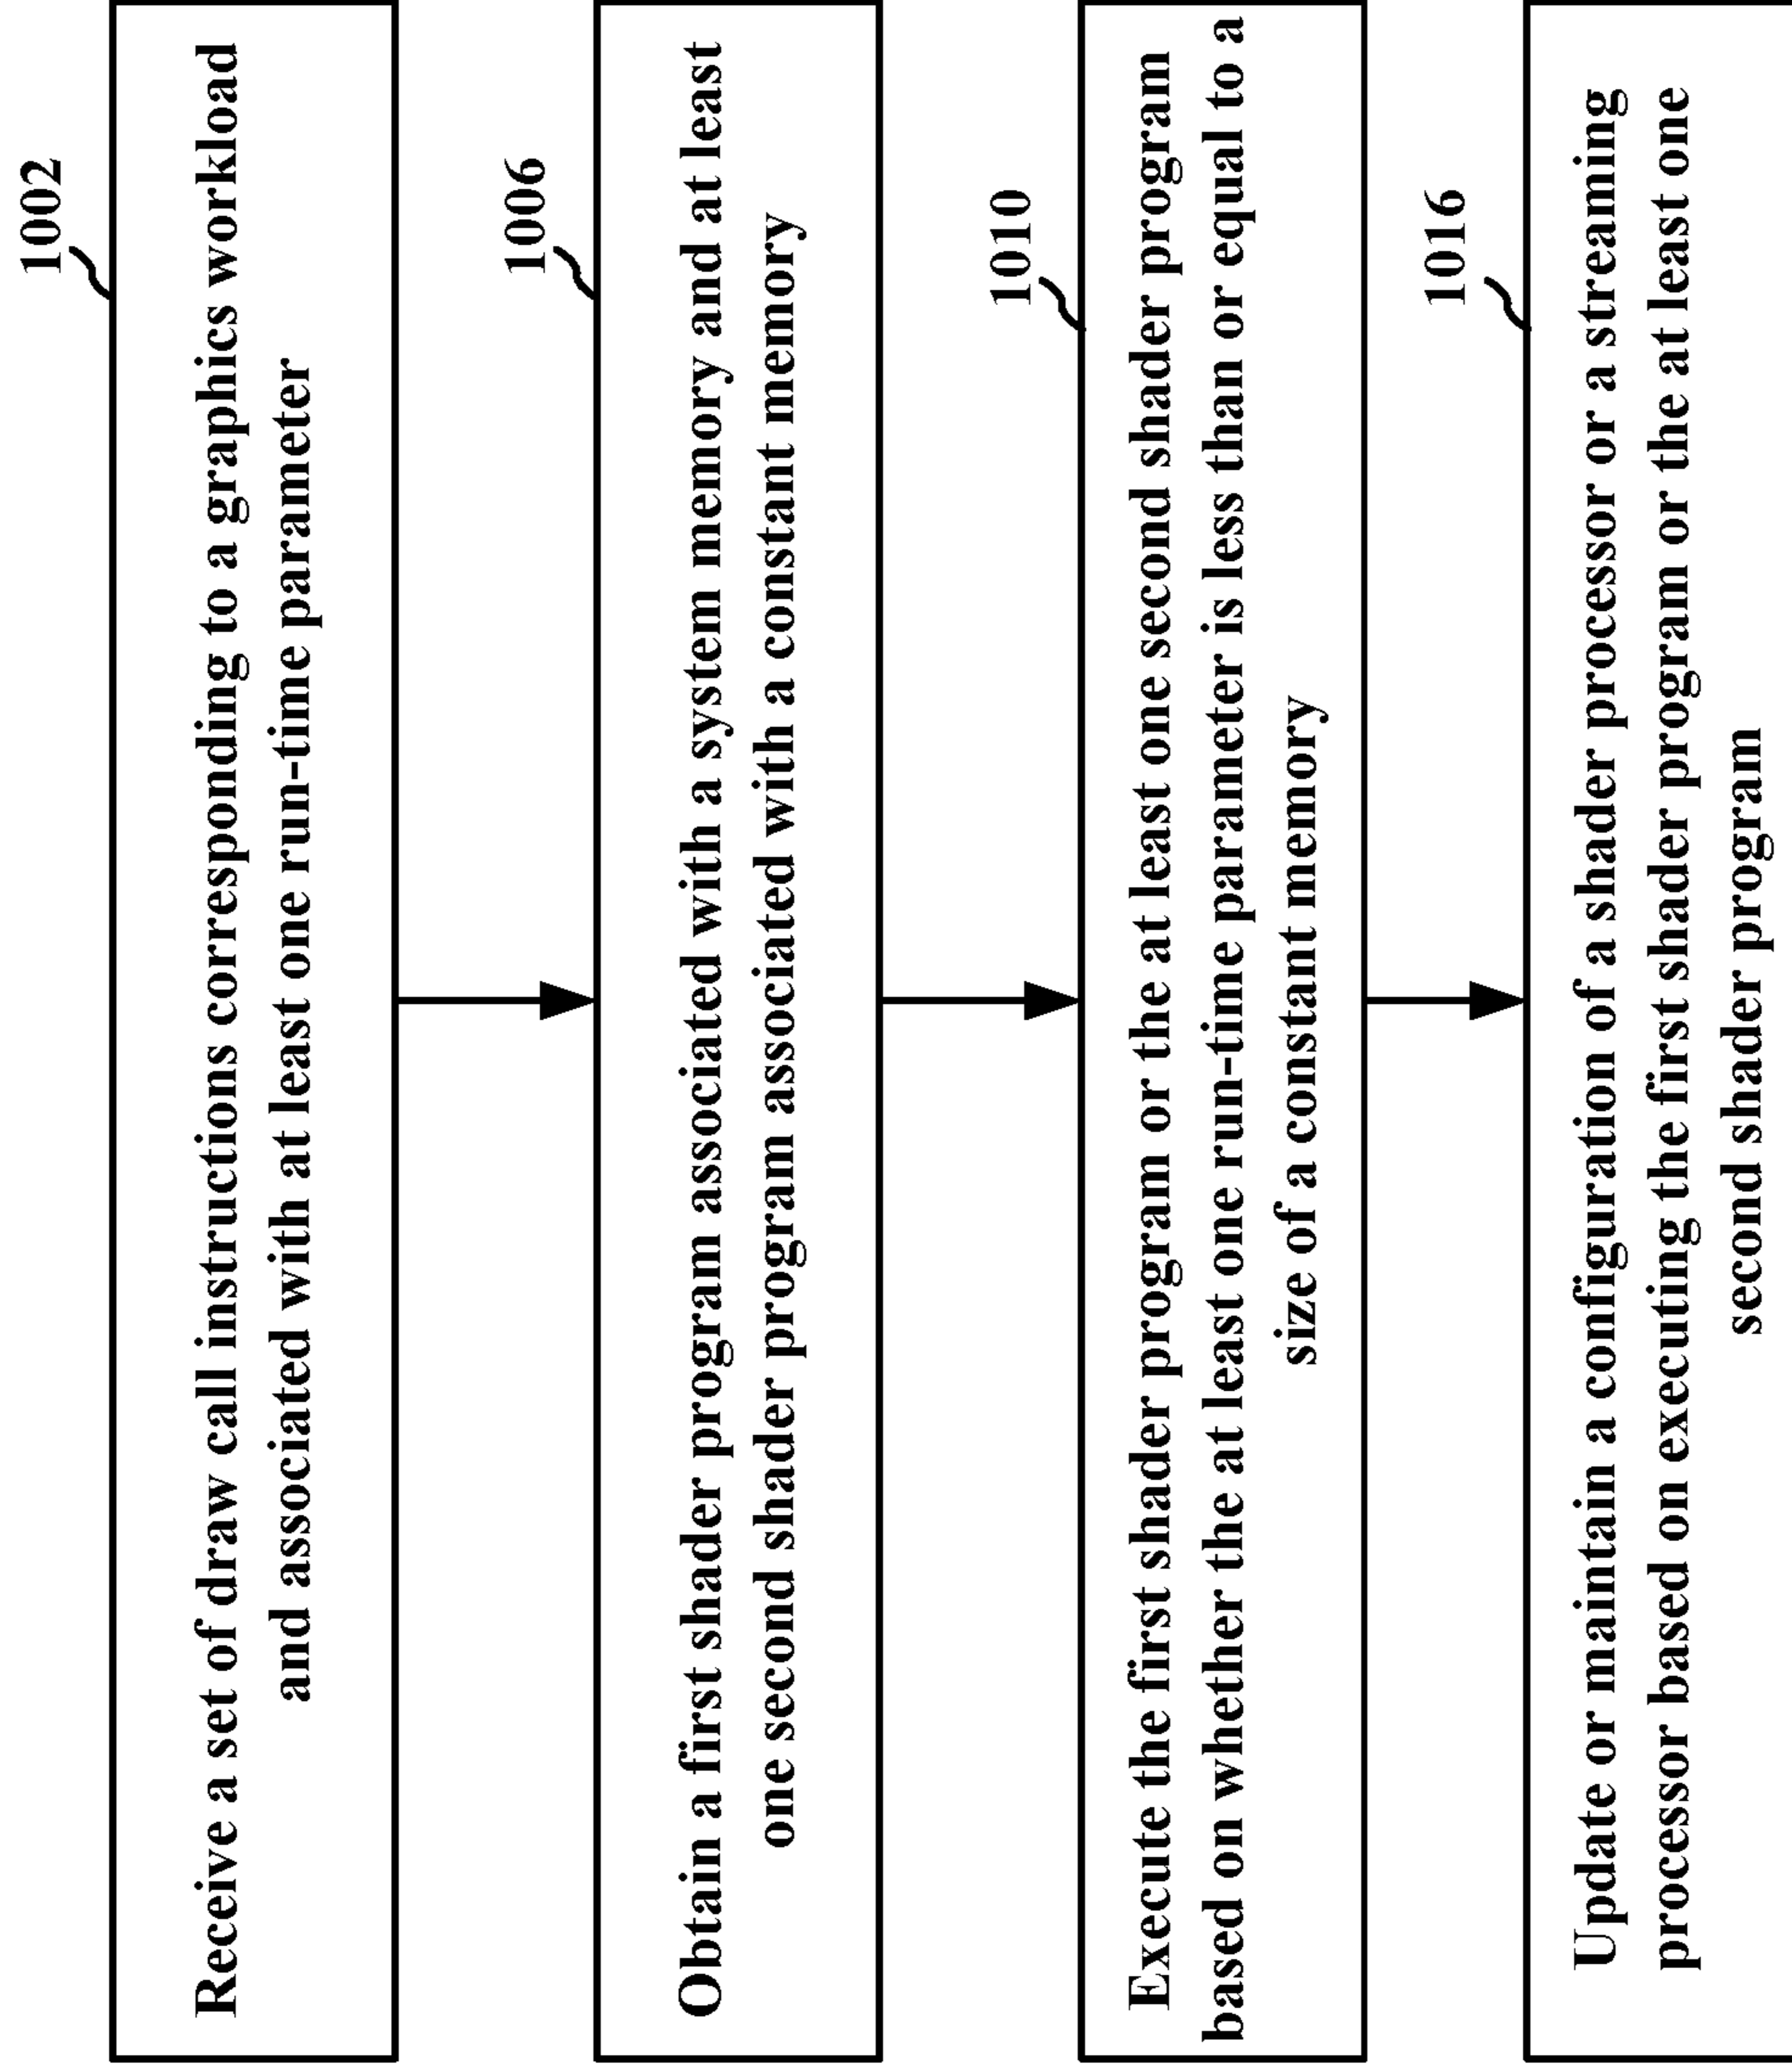 1002
Receive a set of draw call instructions corresponding to a graphics workload
and associated with at least one run-time parameter
1006
Obtain a first shader program associated with a system memory and at least
one second shader program associated with a constant memory
1010
Execute the first shader program or the at least one second shader program
based on whether the at least one run-time parameter is less than or equal to a
size of a constant memory
1016
Update or maintain a configuration of a shader processor or a streaming
processor based on executing the first shader program or the at least one
second shader program